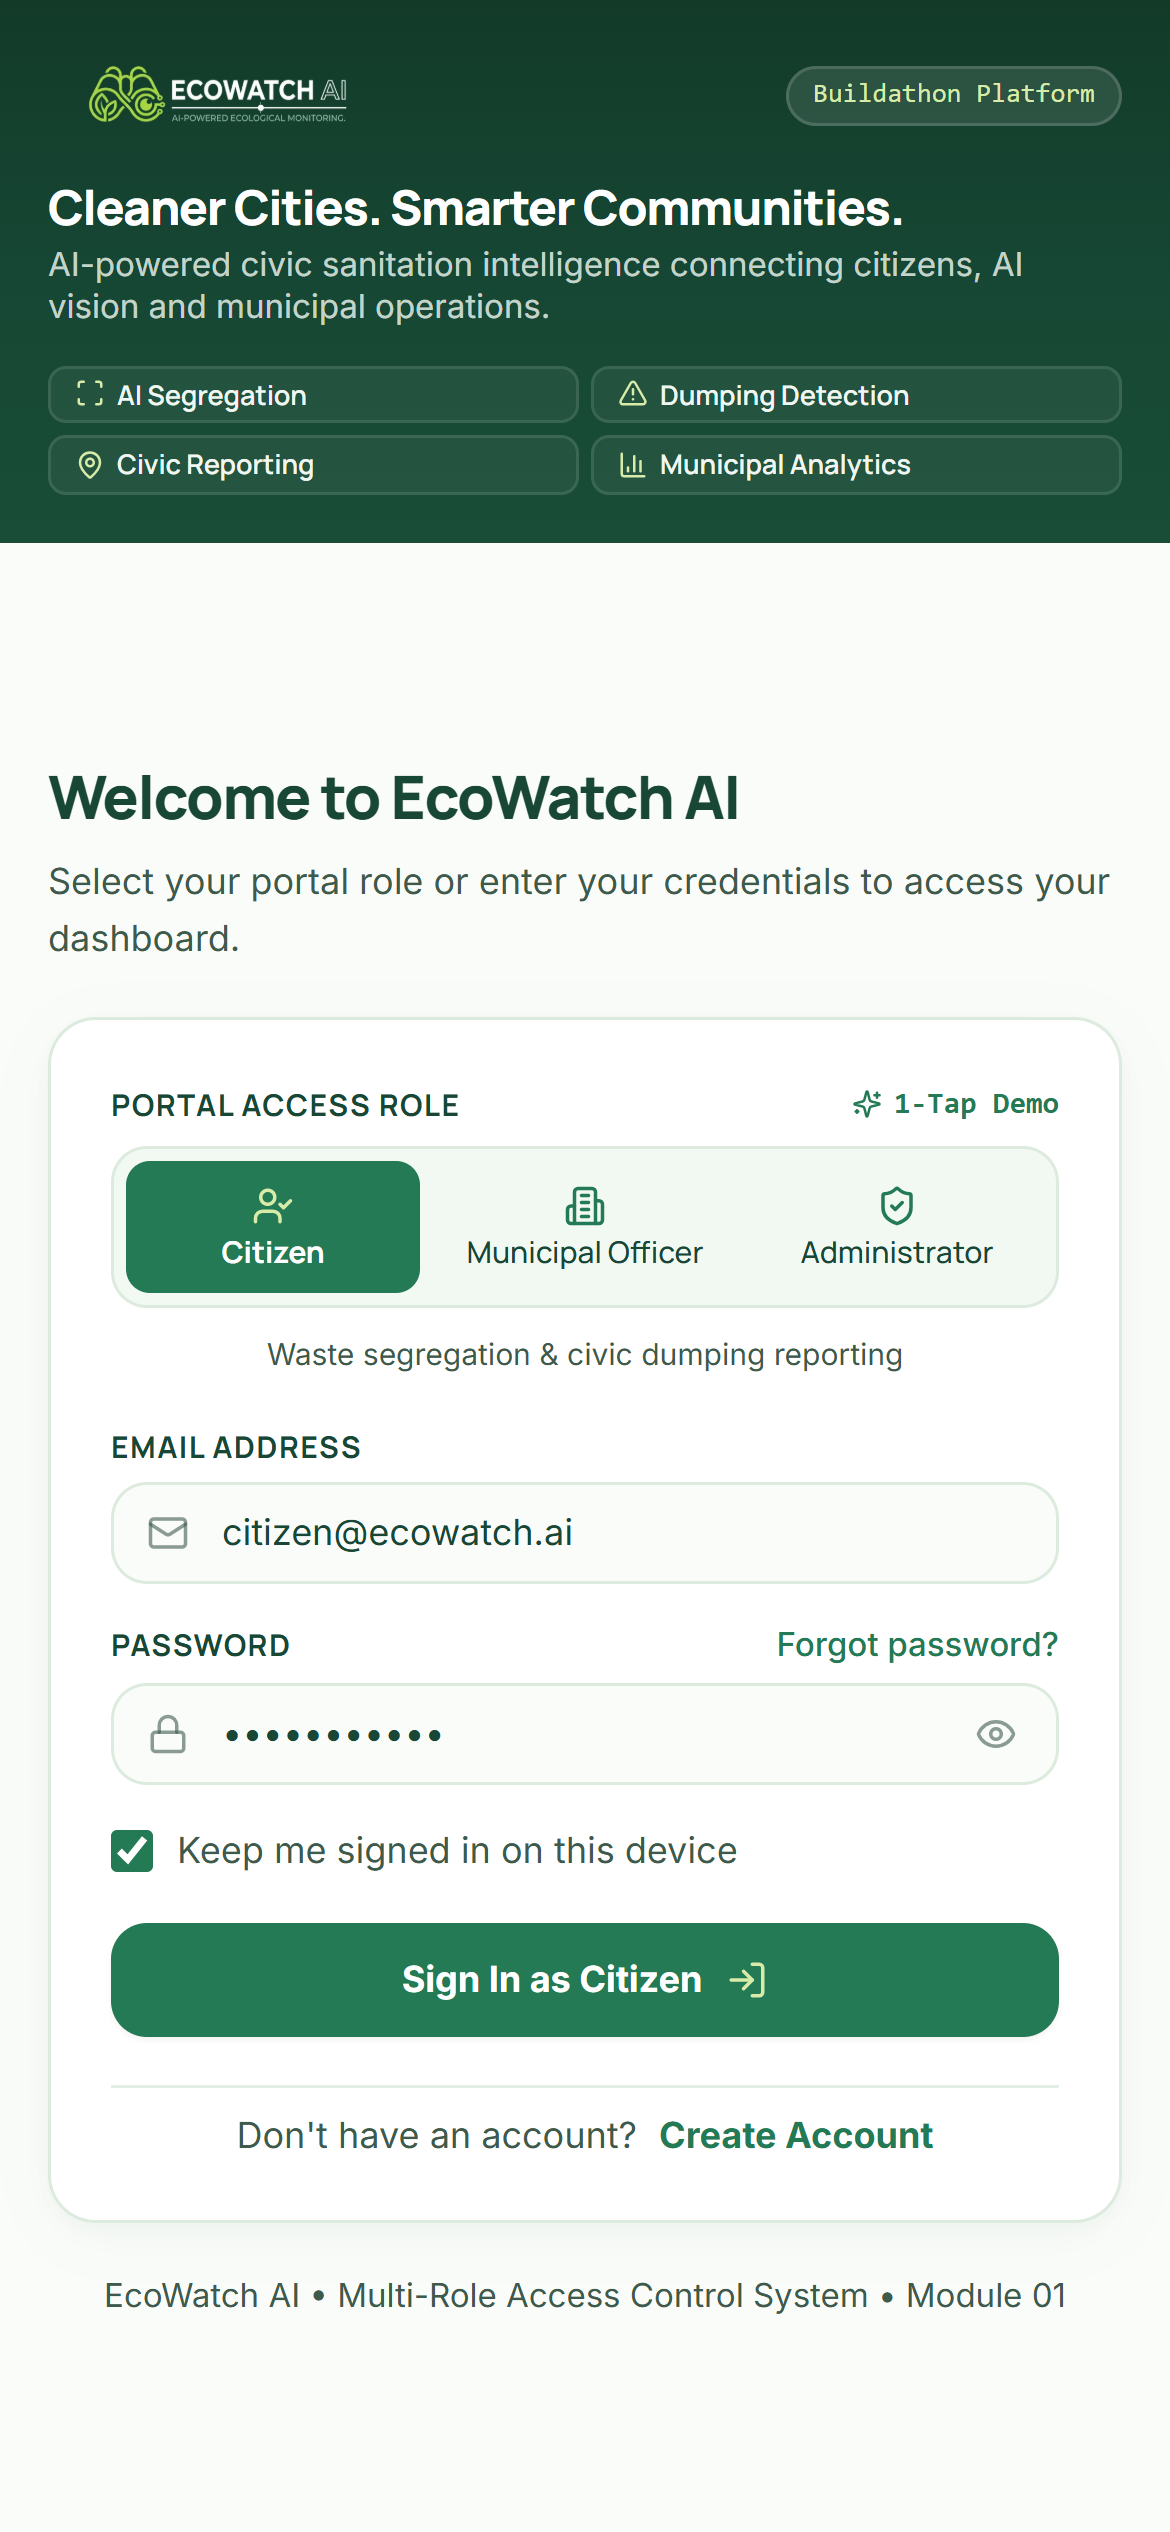 ECOWATCH AI
AI-POWERED ECOLOGICAL MONITORING.
Buildathon Platform
Cleaner Cities. Smarter Communities.
AI-powered civic sanitation intelligence connecting citizens, AI
vision and municipal operations.
AI Segregation
Dumping Detection
Civic Reporting
Municipal Analytics
Welcome to EcoWatch AI
Select your portal role or enter your credentials to access your
dashboard.
PORTAL ACCESS ROLE
1-Tap Demo
Citizen
Municipal Officer
Administrator
Waste segregation & civic dumping reporting
EMAIL ADDRESS
citizen@ecowatch.ai
PASSWORD
Forgot password?
•••••••••••
Keep me signed in on this device
Sign In as Citizen
Don't have an account? Create Account
EcoWatch AI • Multi-Role Access Control System • Module 01